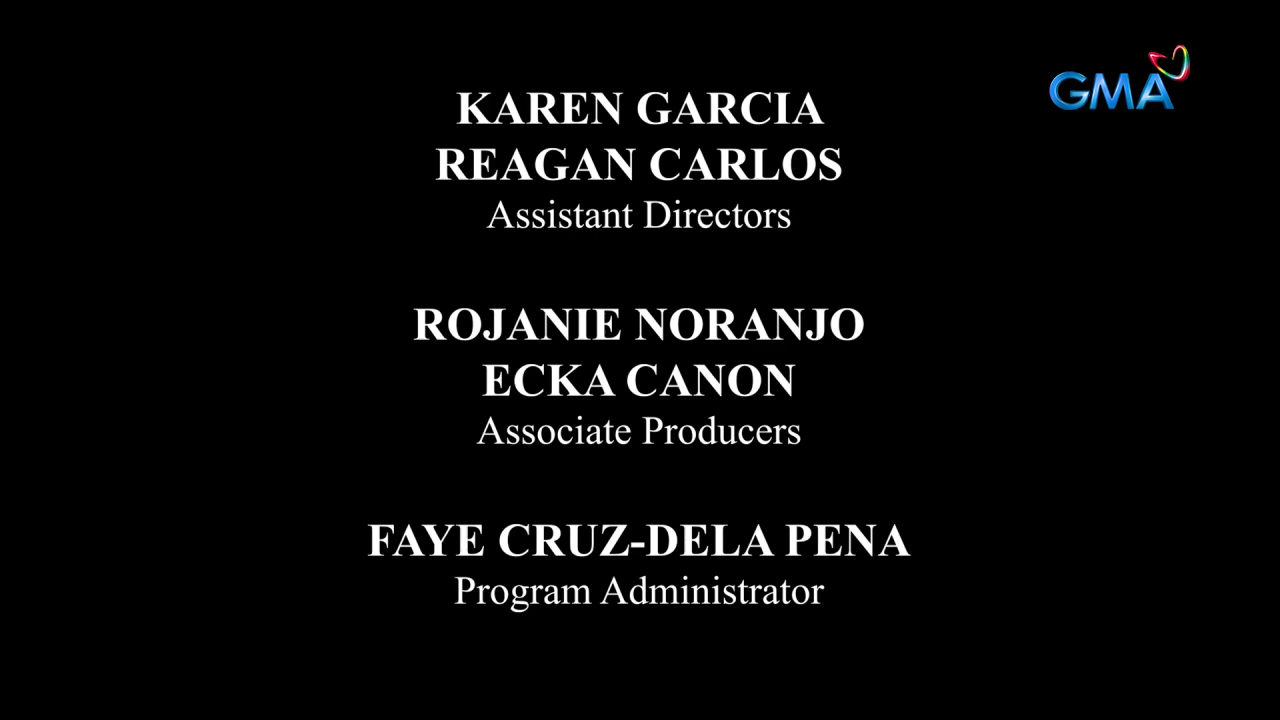 GMA
KAREN GARCIA
REAGAN CARLOS
Assistant Directors
ROJANIE NORANJO
ECKA CANON
Associate Producers
FAYE CRUZ-DELA PENA
Program Administrator